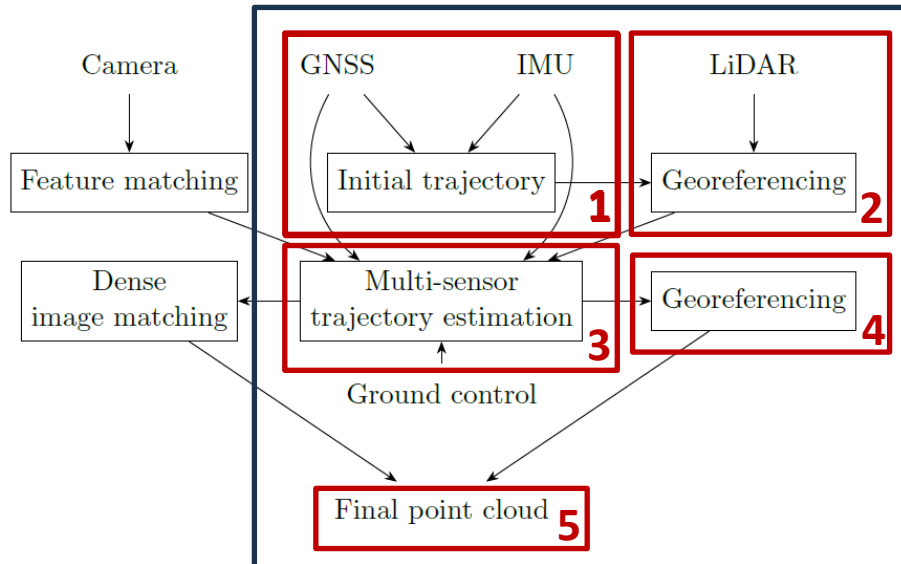 Camera
GNSS
IMU
LiDAR
Feature matching
Initial trajectory
1
Georeferencing
2
Dense
image matching
Multi-sensor
trajectory estimation
3
Georeferencing
4
Ground control
Final point cloud
5